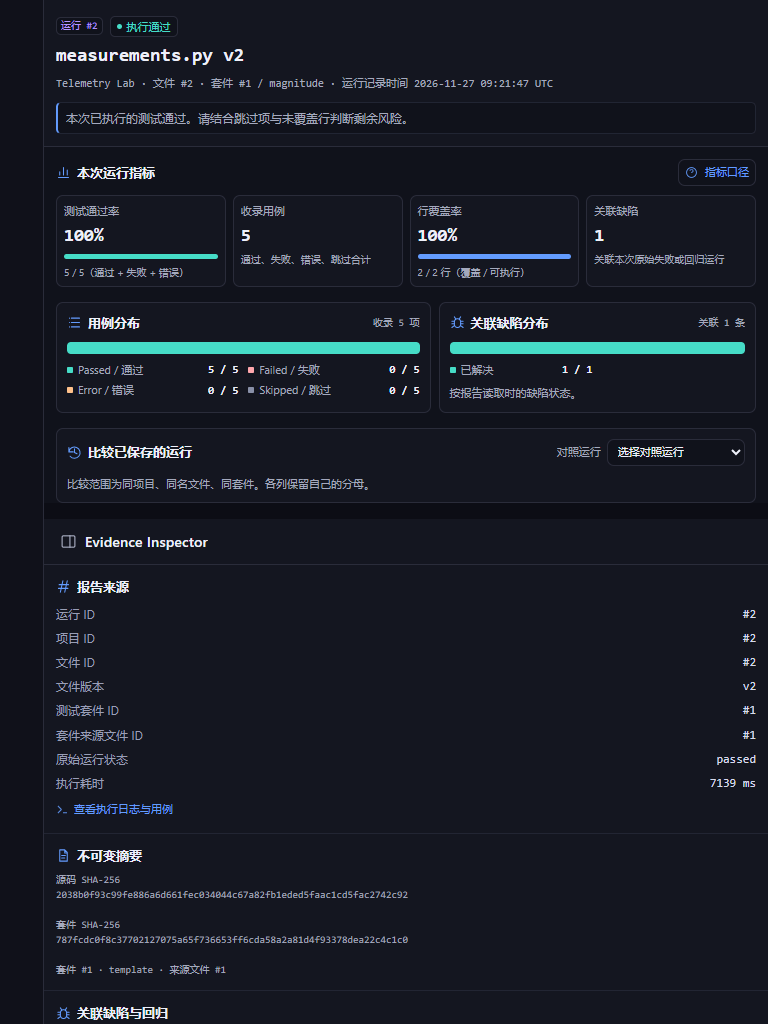 运行 #2
执行通过
measurements.py v2
Telemetry Lab · 文件 #2 · 套件 #1 / magnitude · 运行记录时间 2026-11-27 09:21:47 UTC
本次已执行的测试通过。请结合跳过项与未覆盖行判断剩余风险。
本次运行指标
指标口径
测试通过率
100%
5 / 5（通过 + 失败 + 错误）
收录用例
5
通过、失败、错误、跳过合计
行覆盖率
100%
2 / 2 行（覆盖 / 可执行）
关联缺陷
1
关联本次原始失败或回归运行
用例分布
收录 5 项
Passed / 通过 5 / 5
Failed / 失败 0 / 5
Error / 错误 0 / 5
Skipped / 跳过 0 / 5
关联缺陷分布
关联 1 条
已解决 1 / 1
按报告读取时的缺陷状态。
比较已保存的运行
对照运行
选择对照运行
比较范围为同项目、同名文件、同套件。各列保留自己的分母。
Evidence Inspector
报告来源
运行 ID #2
项目 ID #2
文件 ID #2
文件版本 v2
测试套件 ID #1
套件来源文件 ID #1
原始运行状态 passed
执行耗时 7139 ms
查看执行日志与用例
不可变摘要
源码 SHA-256
2038b0f93c99fe886a6d661fec034044c67a82fb1eded5faac1cd5fac2742c92
套件 SHA-256
787fcdc0f8c37702127075a65f736653ff6cda58a2a81d4f93378dea22c4c1c0
套件 #1 · template · 来源文件 #1
关联缺陷与回归